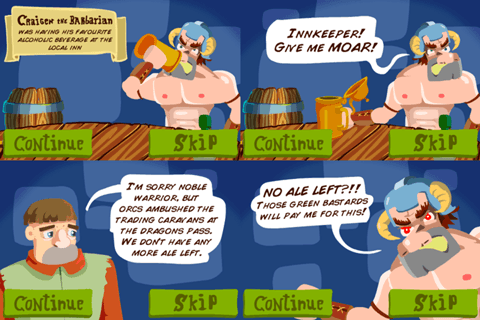 Craigen the Barbarian
was having his favourite
alcoholic beverage at the
local inn
Continue
Skip
Innkeeper!
Give me MOAR!
Continue
Skip
I'm sorry noble
warrior, but
orcs ambushed the
trading caravans at
the dragons pass.
We don't have any
more ale left.
Continue
Skip
NO ALE LEFT?!!
Those green bastards
will pay me for this!
Continue
Skip